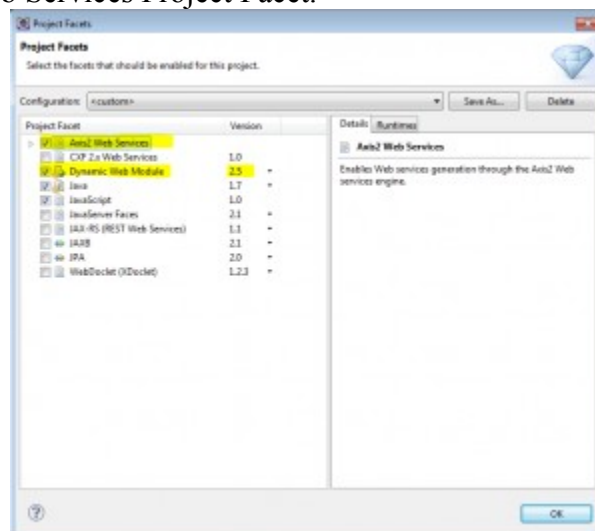 o Services Project Facet.
Project Facets
Project Facets
Select the facets that should be enabled for this project.
Configuration: <custom> Save As... Delete
Project Facet Version
Axis2 Web Services
CXF 2.x Web Services 1.0
Dynamic Web Module 2.5
Java 1.7
JavaScript 1.0
JavaServer Faces 2.1
JAX-RS (REST Web Services) 1.1
JAXB 2.1
JPA 2.0
WebDoclet (XDoclet) 1.2.3
Details Runtimes
Axis2 Web Services
Enables Web services generation through the Axis2 Web
services engine.
OK